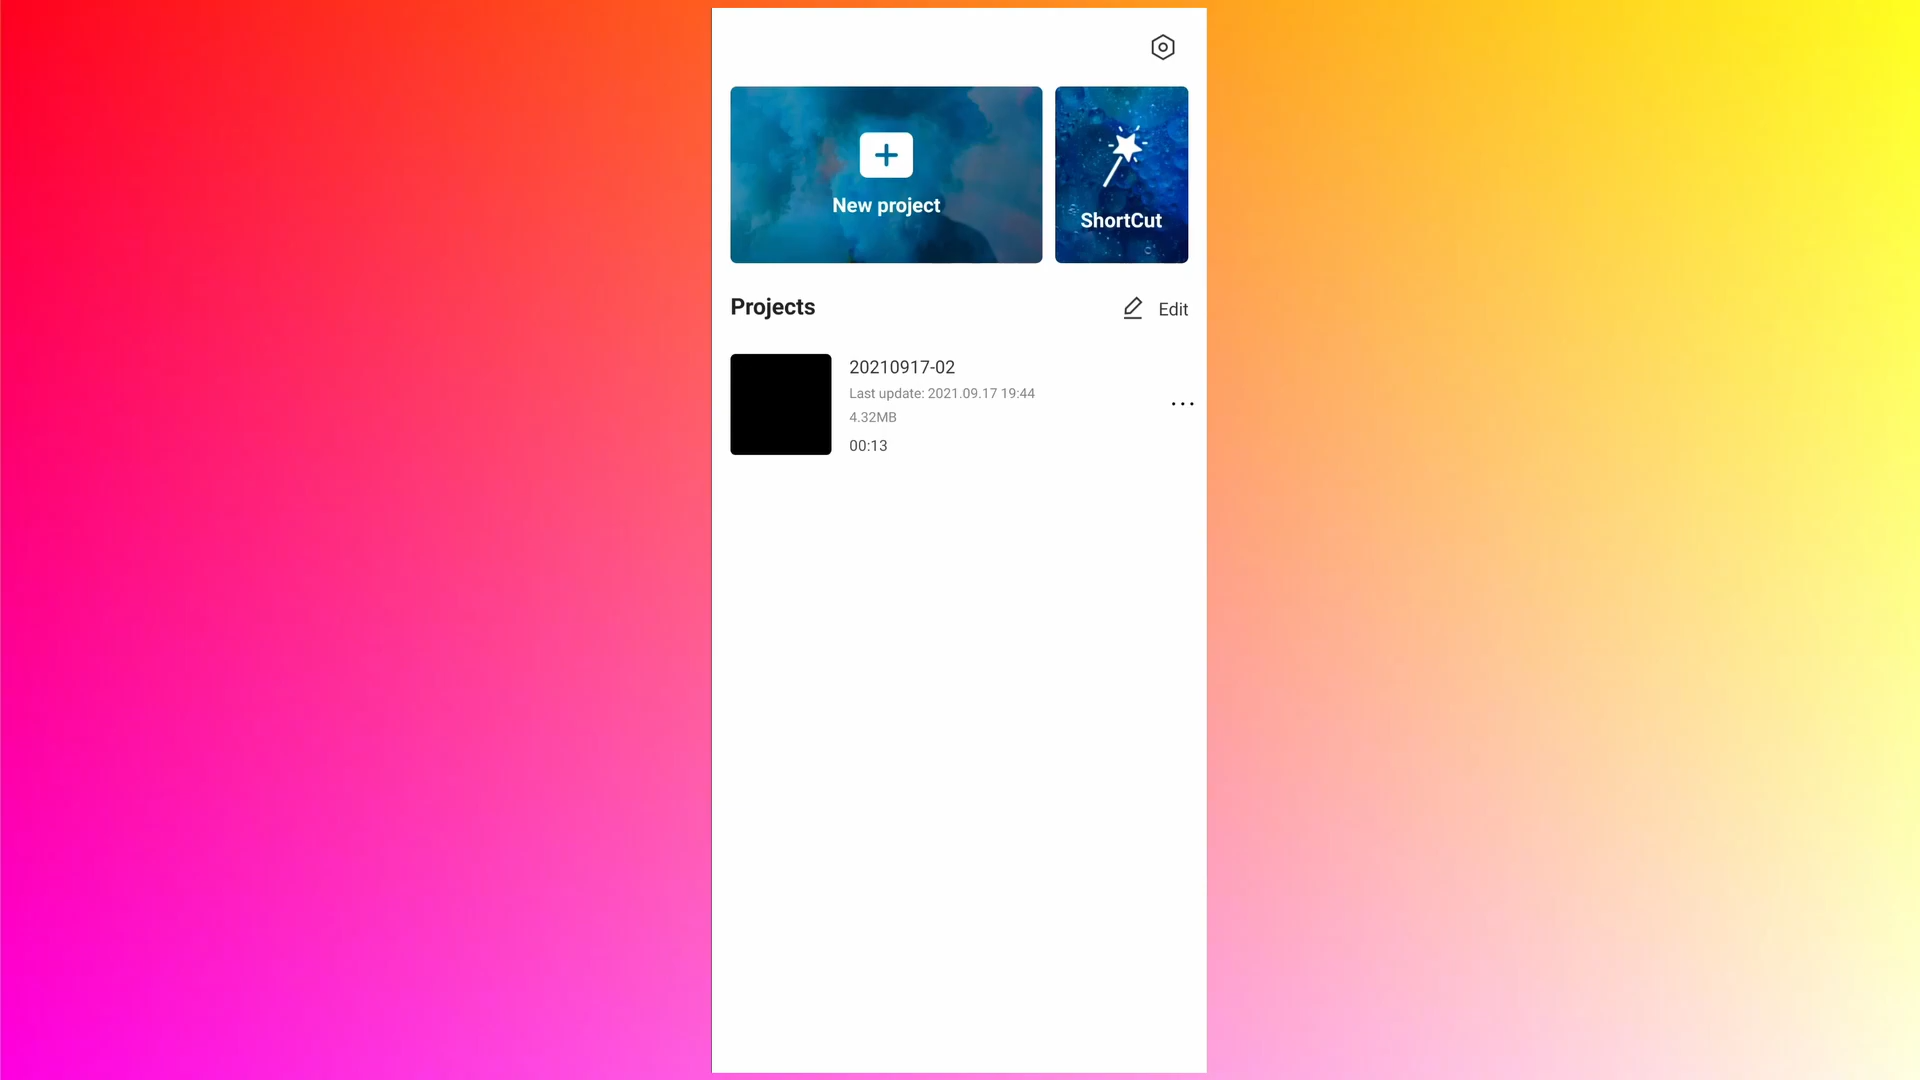 New project
ShortCut
Projects
Edit
20210917-02
Last update: 2021.09.17 19:44
4.32MB
00:13